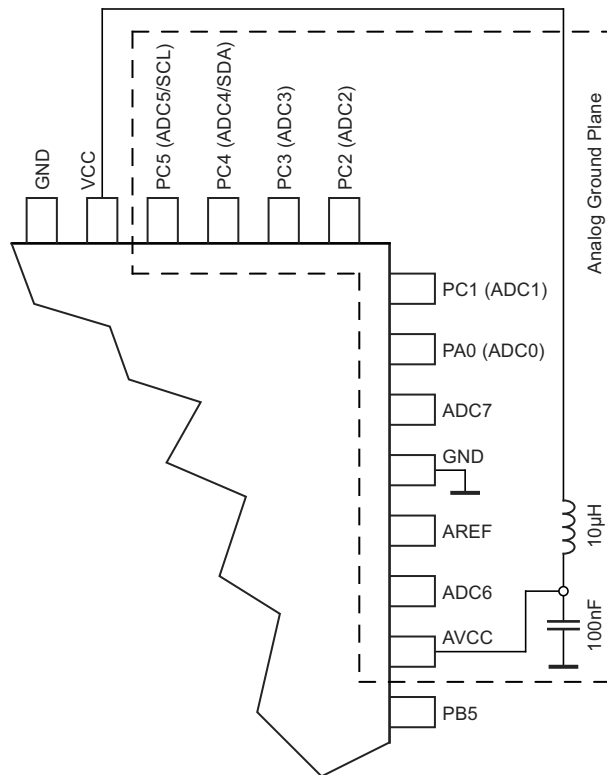 GND
VCC
PC5 (ADC5/SCL)
PC4 (ADC4/SDA)
PC3 (ADC3)
PC2 (ADC2)
Analog Ground Plane
PC1 (ADC1)
PA0 (ADC0)
ADC7
GND
AREF
10µH
ADC6
AVCC
100nF
PB5